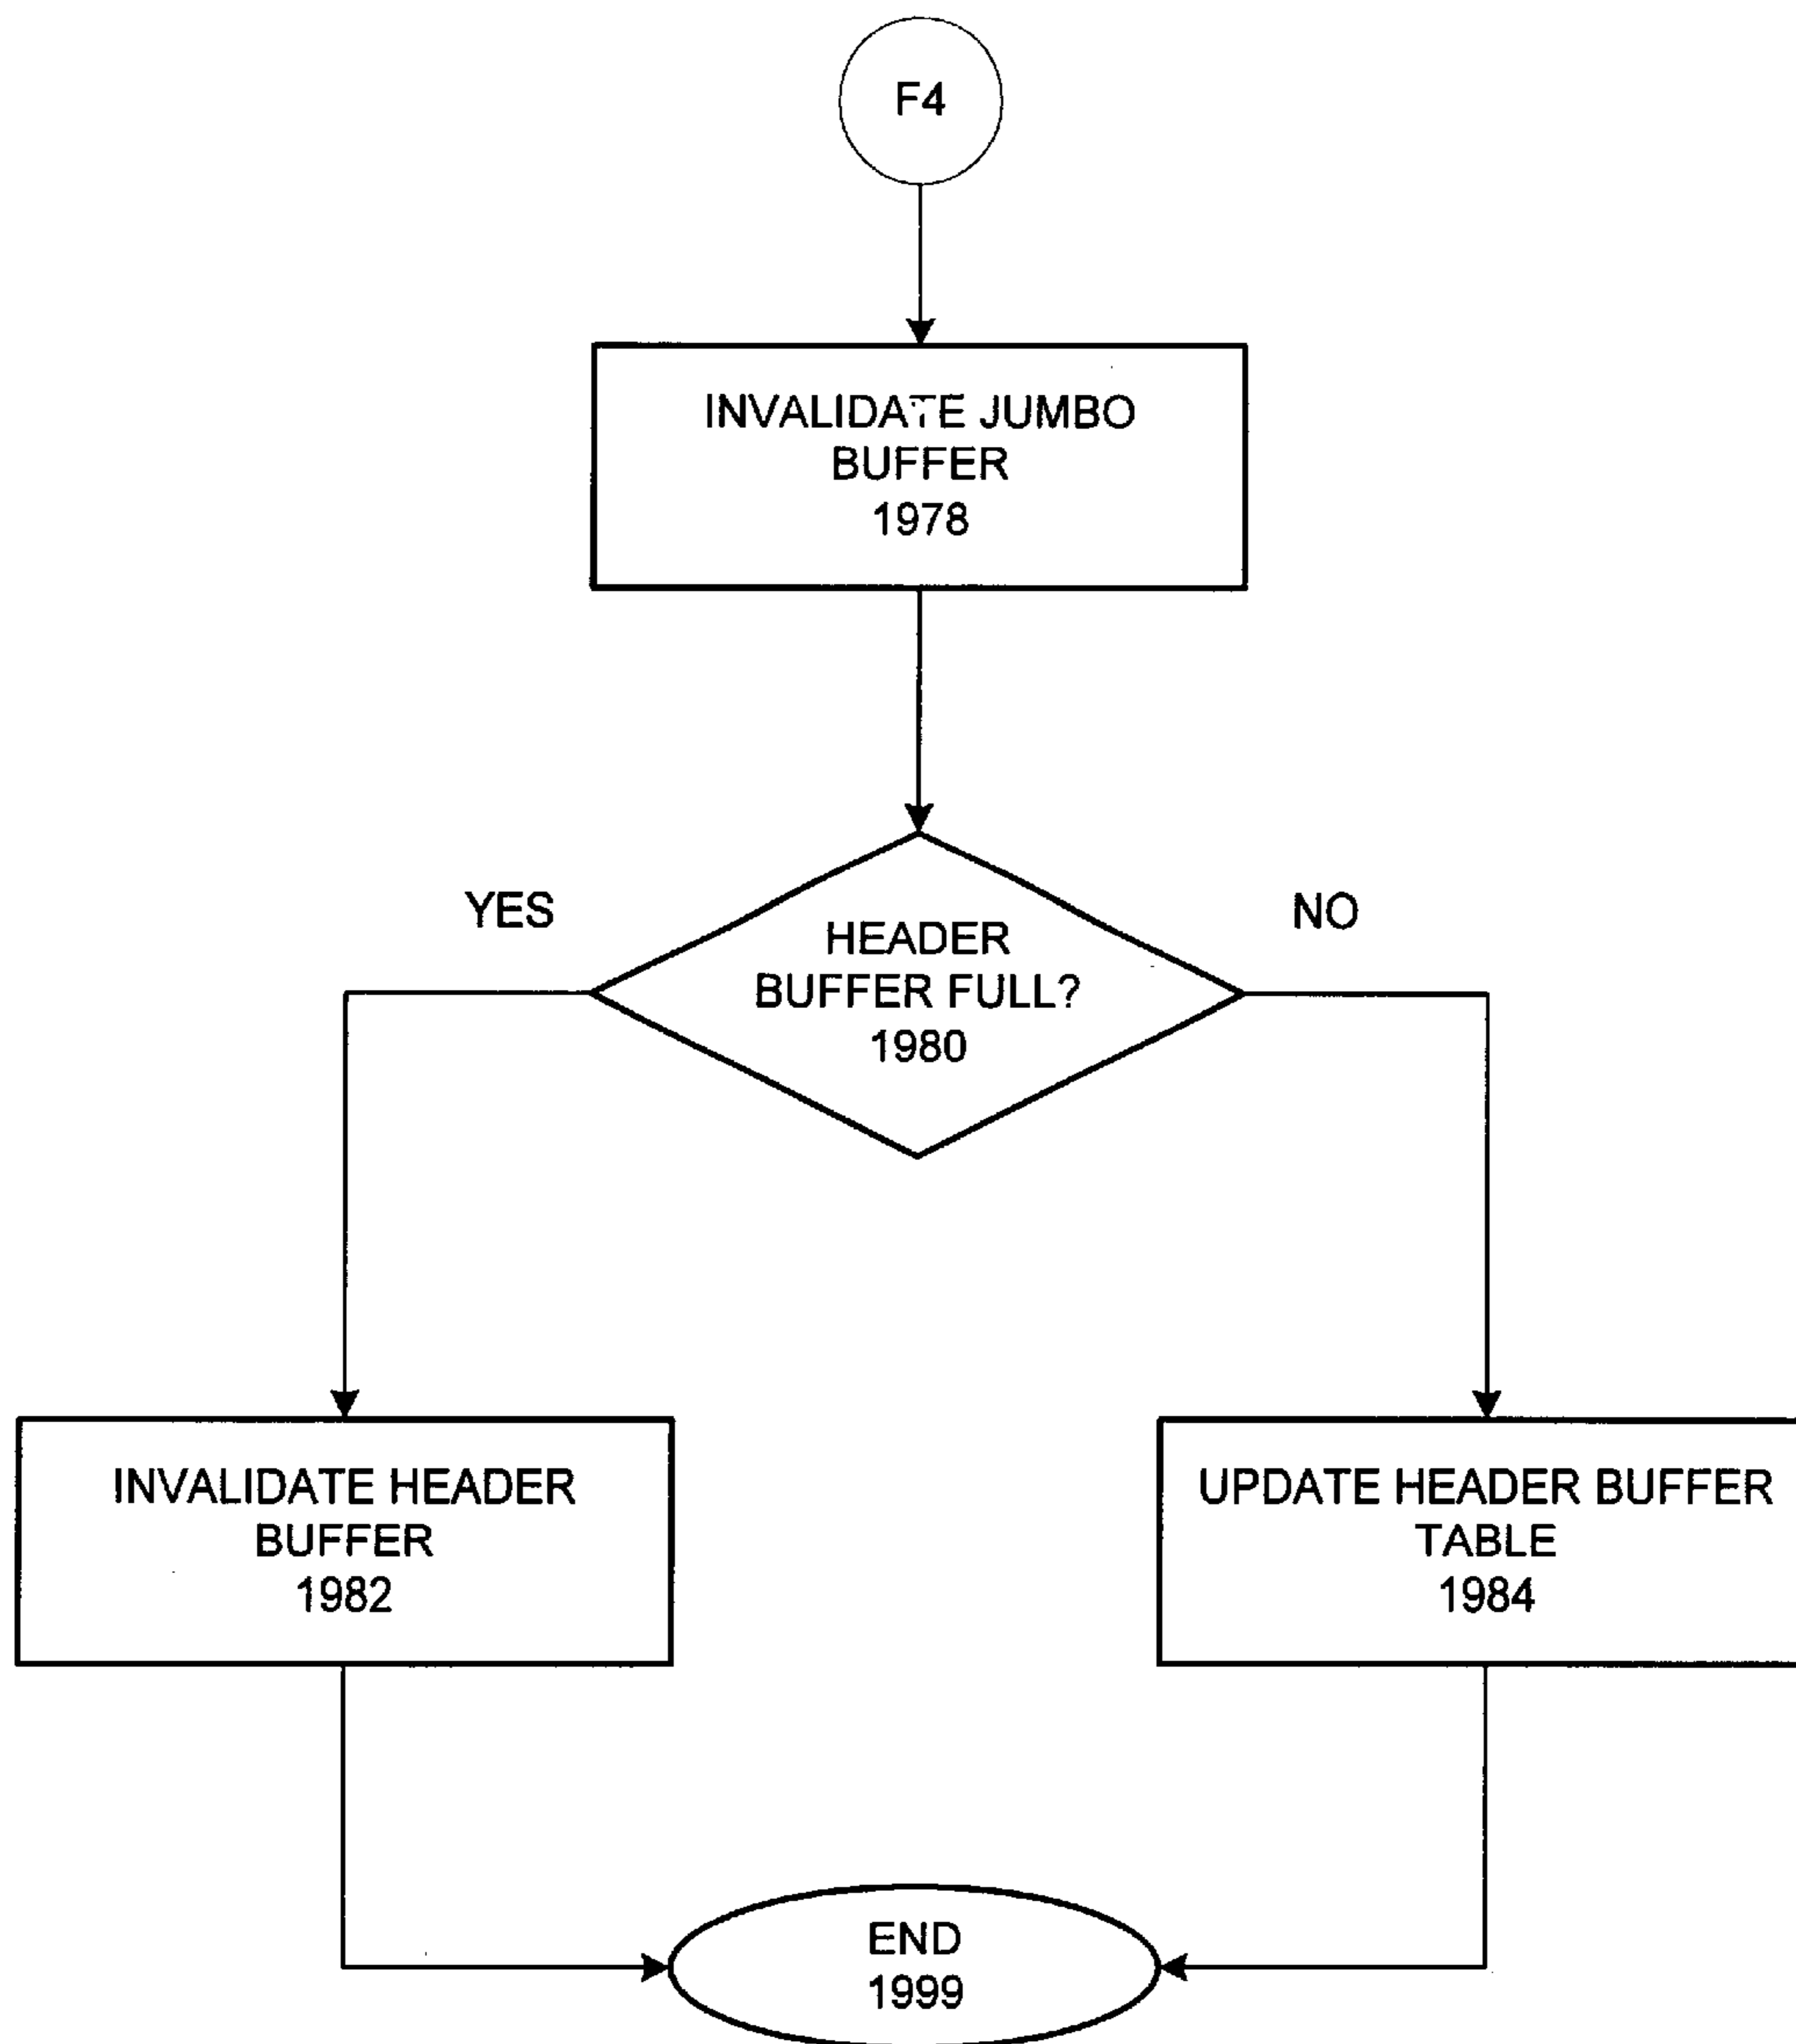 F4
INVALIDATE JUMBO
BUFFER
1978
YES
NO
HEADER
BUFFER FULL?
1980
INVALIDATE HEADER
BUFFER
1982
UPDATE HEADER BUFFER
TABLE
1984
END
1999